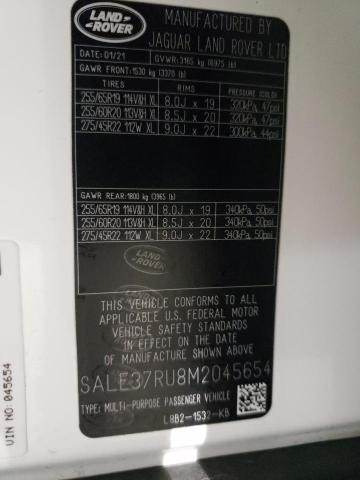 LAND
ROVER
MANUFACTURED BY
JAGUAR LAND ROVER LTD
DATE: 01/21 GVWR: 3165 kg (6975 lb)
GAWR FRONT: 1530 kg (3370 lb)
TIRES RIMS PRESSURE (COLD)
255/65R19 114V&H XL 8.0J x 19 320kPa, 47psi
255/60R20 113V&H XL 8.5J x 20 320kPa, 47psi
275/45R22 112W XL 9.0J x 22 300kPa, 44psi
GAWR REAR: 1800 kg (3965 lb)
255/65R19 114V&H XL 8.0J x 19 340kPa, 50psi
255/60R20 113V&H XL 8.5J x 20 340kPa, 50psi
275/45R22 112W XL 9.0J x 22 340kPa, 50psi
LAND
ROVER
THIS VEHICLE CONFORMS TO ALL
APPLICABLE U.S. FEDERAL MOTOR
VEHICLE SAFETY STANDARDS
IN EFFECT ON THE DATE
OF MANUFACTURE SHOWN ABOVE
SALE37RU8M2045654
TYPE: MULTI-PURPOSE PASSENGER VEHICLE
L8B2-1532-KB
VIN NO: 045654